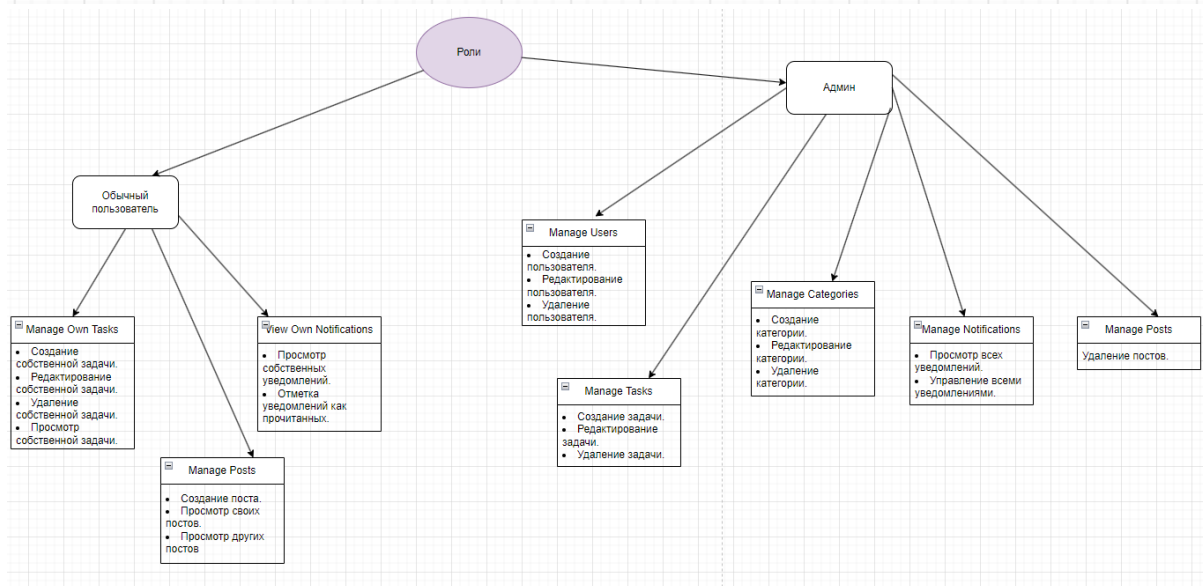 Роли
Админ
Обычный
пользователь
Manage Users
• Создание
пользователя.
• Редактирование
пользователя.
• Удаление
пользователя.
Manage Categories
• Создание
категории.
• Редактирование
категории.
• Удаление
категории.
Manage Own Tasks
• Создание
собственной задачи.
• Редактирование
собственной задачи.
• Удаление
собственной задачи.
• Просмотр
собственной задачи.
View Own Notifications
• Просмотр
собственных
уведомлений.
• Отметка
уведомлений как
прочитанных.
Manage Notifications
• Просмотр всех
уведомлений.
• Управление всеми
уведомлениями.
Manage Posts
Удаление постов.
Manage Tasks
• Создание задачи.
• Редактирование
задачи.
• Удаление задачи.
Manage Posts
• Создание поста.
• Просмотр своих
постов.
• Просмотр других
постов